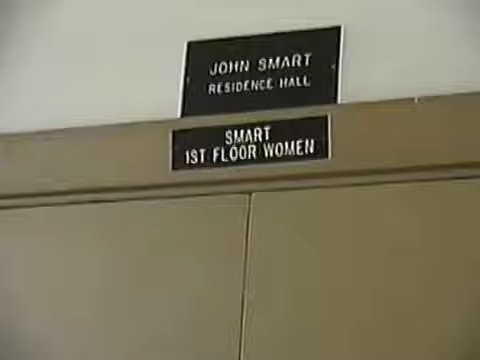 JOHN SMART
RESIDENCE HALL
SMART
1ST FLOOR WOMEN